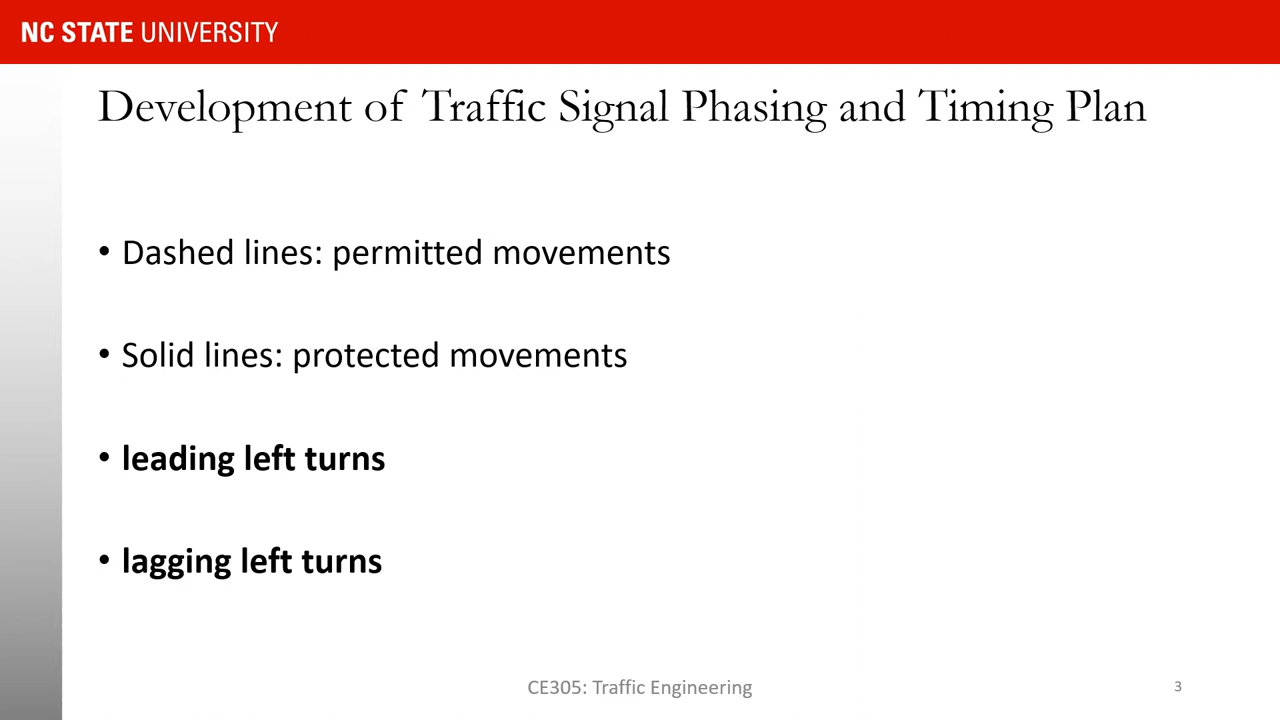 NC STATE UNIVERSITY
Development of Traffic Signal Phasing and Timing Plan
• Dashed lines: permitted movements
• Solid lines: protected movements
• leading left turns
• lagging left turns
CE305: Traffic Engineering
3